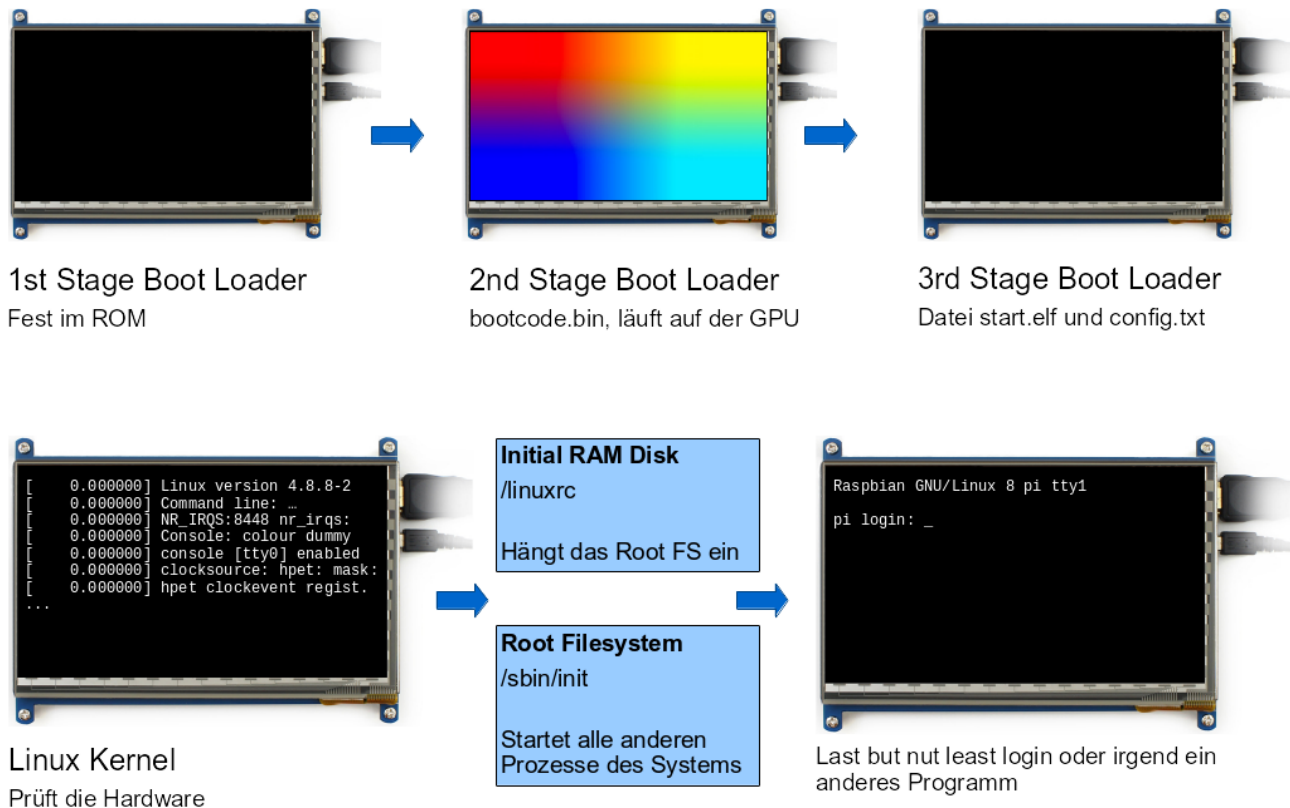 1st Stage Boot Loader
Fest im ROM
2nd Stage Boot Loader
bootcode.bin, läuft auf der GPU
3rd Stage Boot Loader
Datei start.elf und config.txt
[    0.000000] Linux version 4.8.8-2
[    0.000000] Command line: …
[    0.000000] NR_IRQS:8448 nr_irqs:
[    0.000000] Console: colour dummy
[    0.000000] console [tty0] enabled
[    0.000000] clocksource: hpet: mask:
[    0.000000] hpet clockevent regist.
...
Linux Kernel
Prüft die Hardware
Initial RAM Disk
/linuxrc
Hängt das Root FS ein
Root Filesystem
/sbin/init
Startet alle anderen
Prozesse des Systems
Raspbian GNU/Linux 8 pi tty1
pi login: _
Last but nut least login oder irgend ein
anderes Programm